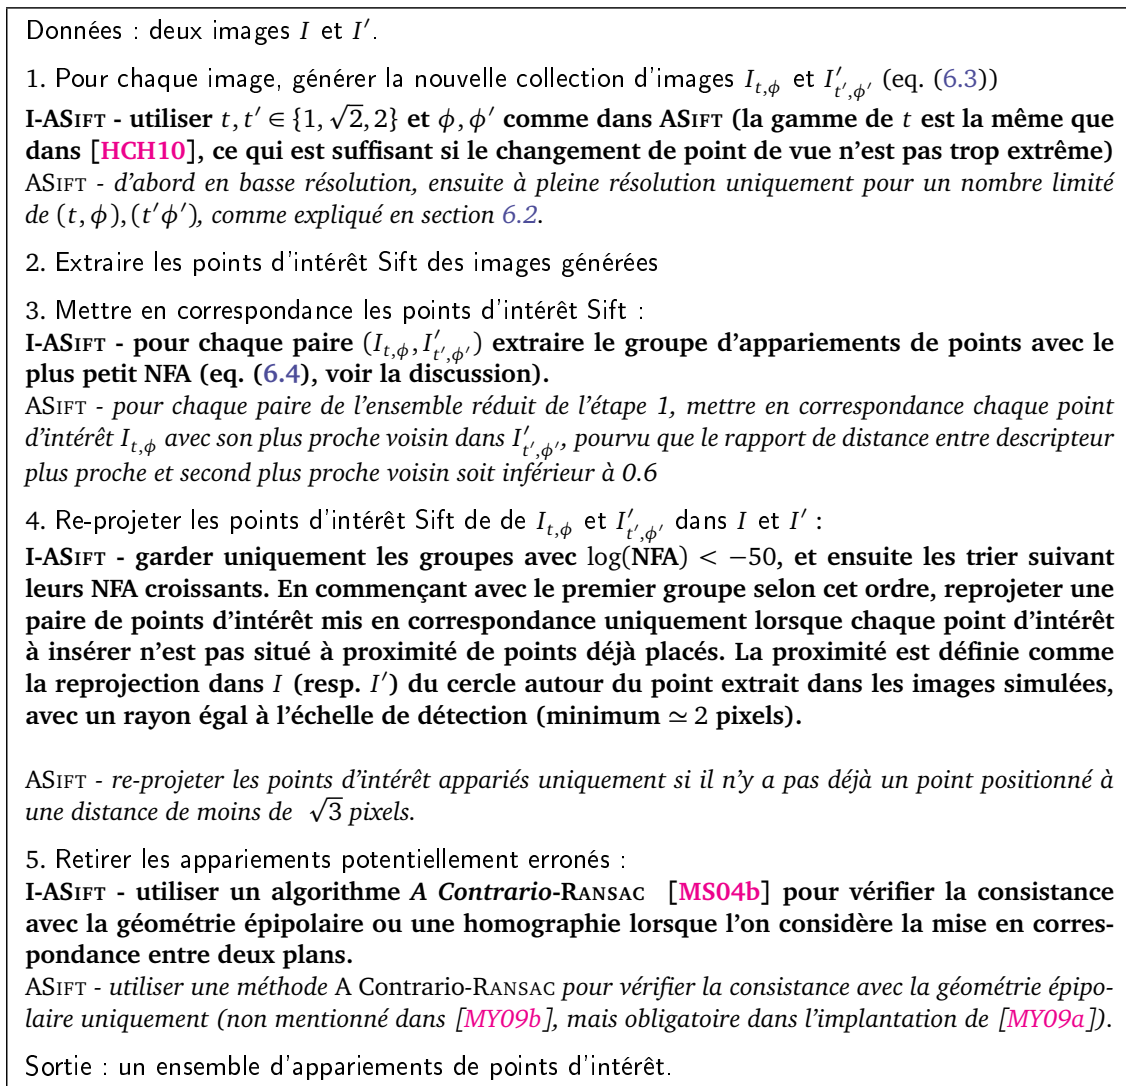 Données : deux images I et I′.
1. Pour chaque image, générer la nouvelle collection d'images I_{t,ϕ} et I′_{t′,ϕ′} (eq. (6.3))
I-ASIFT - utiliser t, t′ ∈ {1, √2, 2} et ϕ, ϕ′ comme dans ASIFT (la gamme de t est la même que
dans [HCH10], ce qui est suffisant si le changement de point de vue n'est pas trop extrême)
ASIFT - d'abord en basse résolution, ensuite à pleine résolution uniquement pour un nombre limité
de (t, ϕ), (t′ϕ′), comme expliqué en section 6.2.
2. Extraire les points d'intérêt Sift des images générées
3. Mettre en correspondance les points d'intérêt Sift :
I-ASIFT - pour chaque paire (I_{t,ϕ}, I′_{t′,ϕ′}) extraire le groupe d'appariements de points avec le
plus petit NFA (eq. (6.4), voir la discussion).
ASIFT - pour chaque paire de l'ensemble réduit de l'étape 1, mettre en correspondance chaque point
d'intérêt I_{t,ϕ} avec son plus proche voisin dans I′_{t′,ϕ′}, pourvu que le rapport de distance entre descripteur
plus proche et second plus proche voisin soit inférieur à 0.6
4. Re-projeter les points d'intérêt Sift de de I_{t,ϕ} et I′_{t′,ϕ′} dans I et I′ :
I-ASIFT - garder uniquement les groupes avec log(NFA) < −50, et ensuite les trier suivant
leurs NFA croissants. En commençant avec le premier groupe selon cet ordre, reprojeter une
paire de points d'intérêt mis en correspondance uniquement lorsque chaque point d'intérêt
à insérer n'est pas situé à proximité de points déjà placés. La proximité est définie comme
la reprojection dans I (resp. I′) du cercle autour du point extrait dans les images simulées,
avec un rayon égal à l'échelle de détection (minimum ≃ 2 pixels).
ASIFT - re-projeter les points d'intérêt appariés uniquement si il n'y a pas déjà un point positionné à
une distance de moins de √3 pixels.
5. Retirer les appariements potentiellement erronés :
I-ASIFT - utiliser un algorithme A Contrario-RANSAC [MS04b] pour vérifier la consistance
avec la géométrie épipolaire ou une homographie lorsque l'on considère la mise en corres-
pondance entre deux plans.
ASIFT - utiliser une méthode A Contrario-RANSAC pour vérifier la consistance avec la géométrie épipo-
laire uniquement (non mentionné dans [MY09b], mais obligatoire dans l'implantation de [MY09a]).
Sortie : un ensemble d'appariements de points d'intérêt.